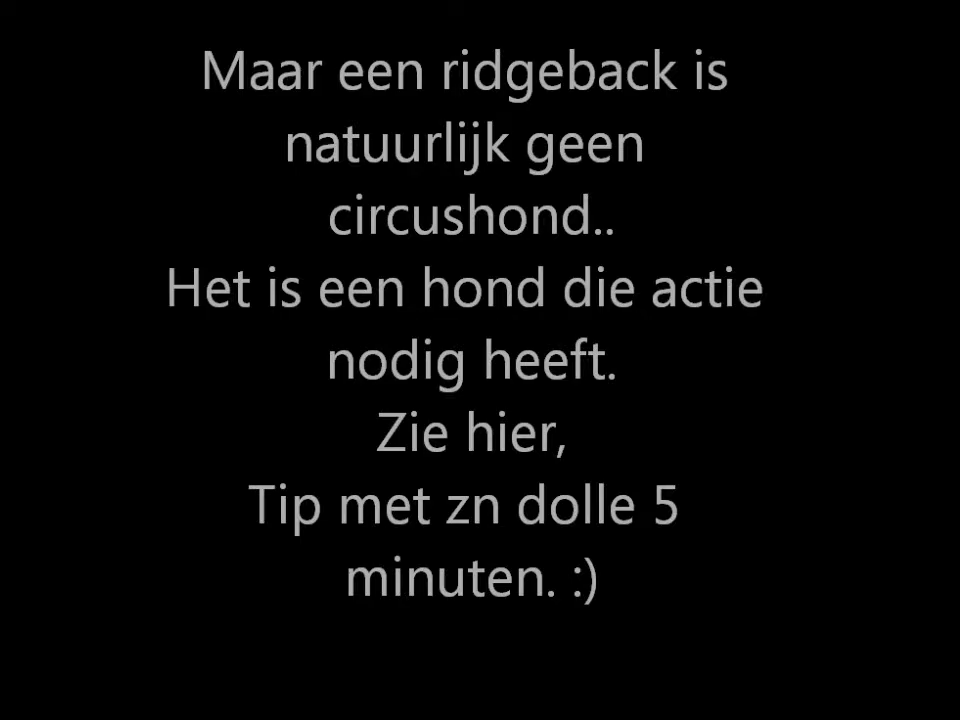 Maar een ridgeback is
natuurlijk geen
circushond..
Het is een hond die actie
nodig heeft.
Zie hier,
Tip met zn dolle 5
minuten. :)